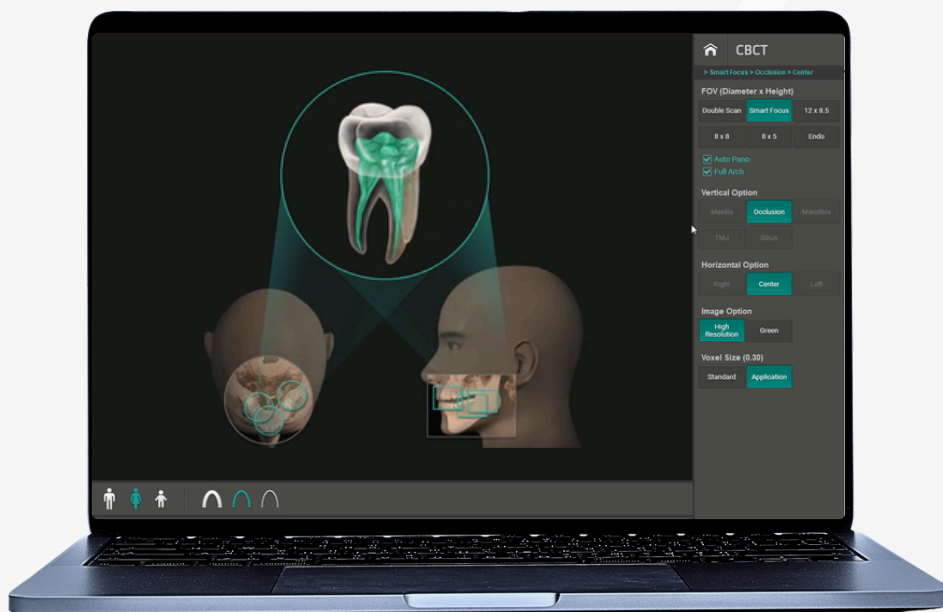 CBCT
> Smart Focus > Occlusion > Center
FOV (Diameter x Height)
Double Scan Smart Focus 12 x 8.5
8 x 8 8 x 5 Endo
Auto Pano
Full Arch
Vertical Option
Maxilla Occlusion Mandible
TMJ Sinus
Horizontal Option
Right Center Left
Image Option
High
Resolution Green
Voxel Size (0.30)
Standard Application